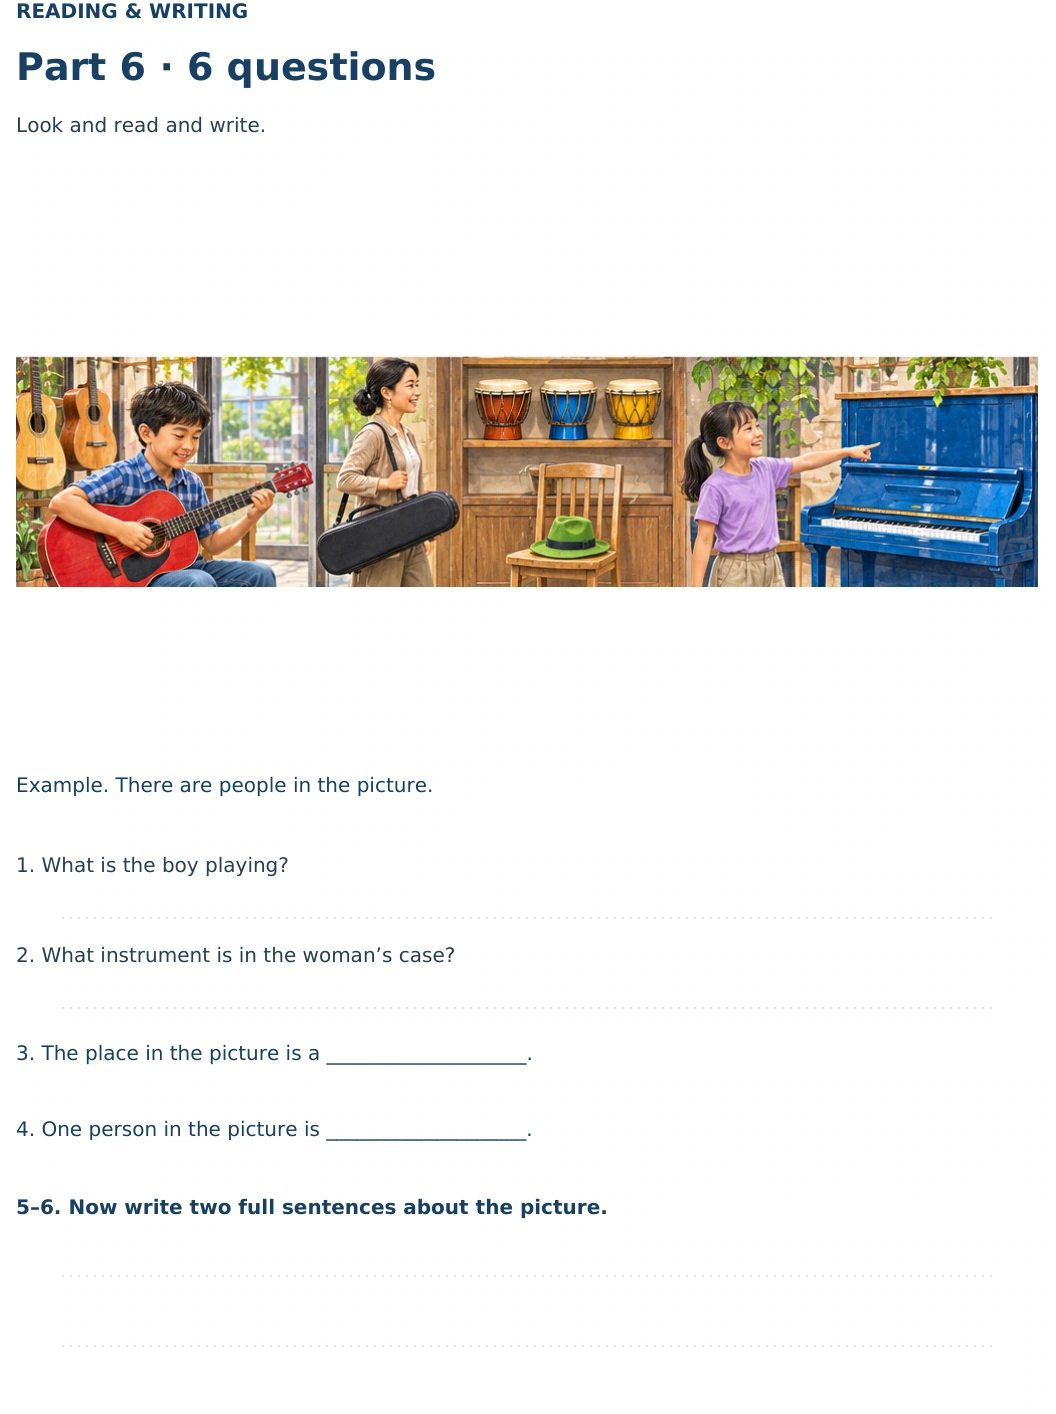 READING & WRITING
Part 6 · 6 questions
Look and read and write.
Example. There are people in the picture.
1. What is the boy playing?
2. What instrument is in the woman’s case?
3. The place in the picture is a ____________________.
4. One person in the picture is ____________________.
5–6. Now write two full sentences about the picture.